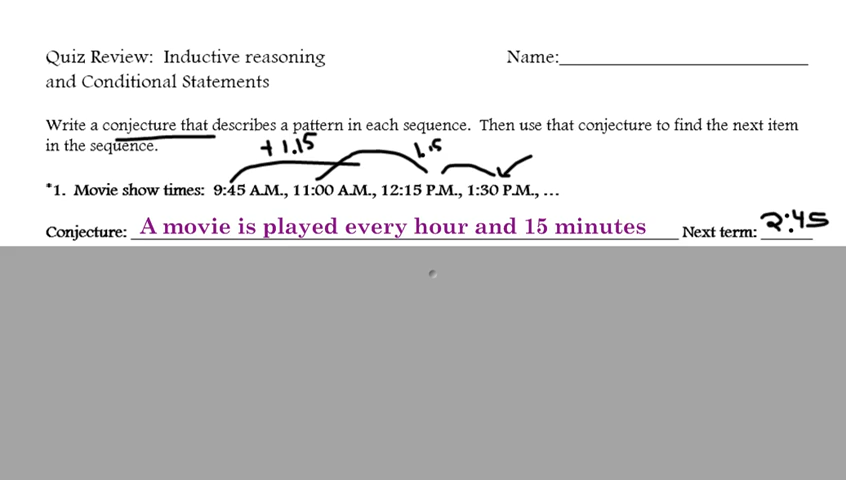 Quiz Review: Inductive reasoning
Name:
and Conditional Statements
Write a conjecture that describes a pattern in each sequence. Then use that conjecture to find the next item
in the sequence.
+1.15
1.15
*1. Movie show times: 9:45 A.M., 11:00 A.M., 12:15 P.M., 1:30 P.M., ...
Conjecture: A movie is played every hour and 15 minutes Next term: 2:45